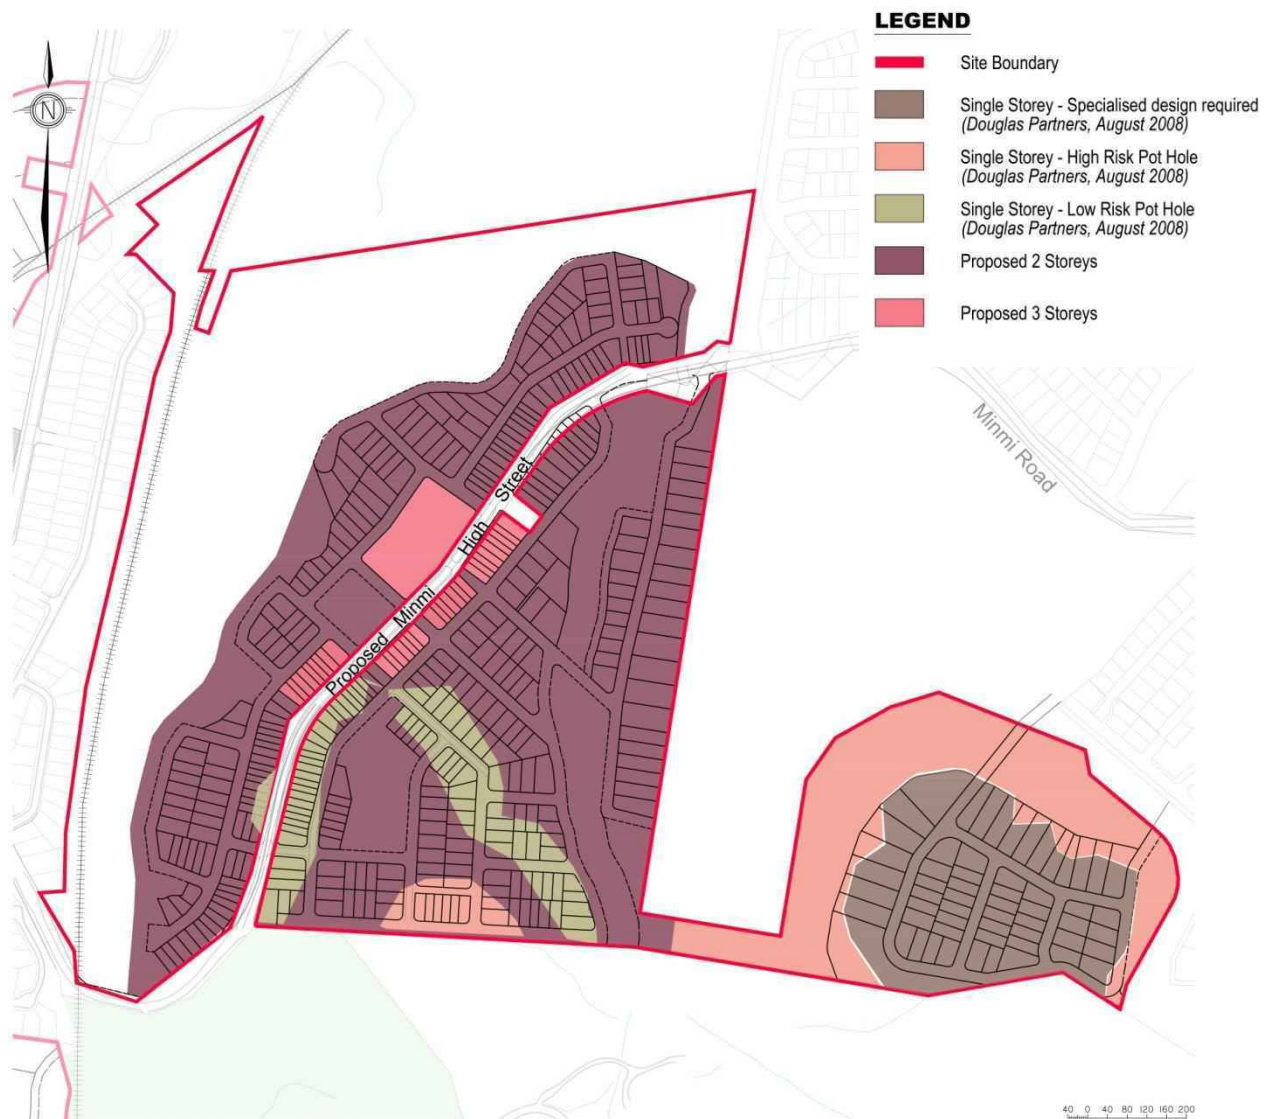 LEGEND
Site Boundary
Single Storey - Specialised design required
(Douglas Partners, August 2008)
Single Storey - High Risk Pot Hole
(Douglas Partners, August 2008)
Single Storey - Low Risk Pot Hole
(Douglas Partners, August 2008)
Proposed 2 Storeys
Proposed 3 Storeys
N
Minmi Road
Proposed Minmi High Street
40 0 40 80 120 160 200